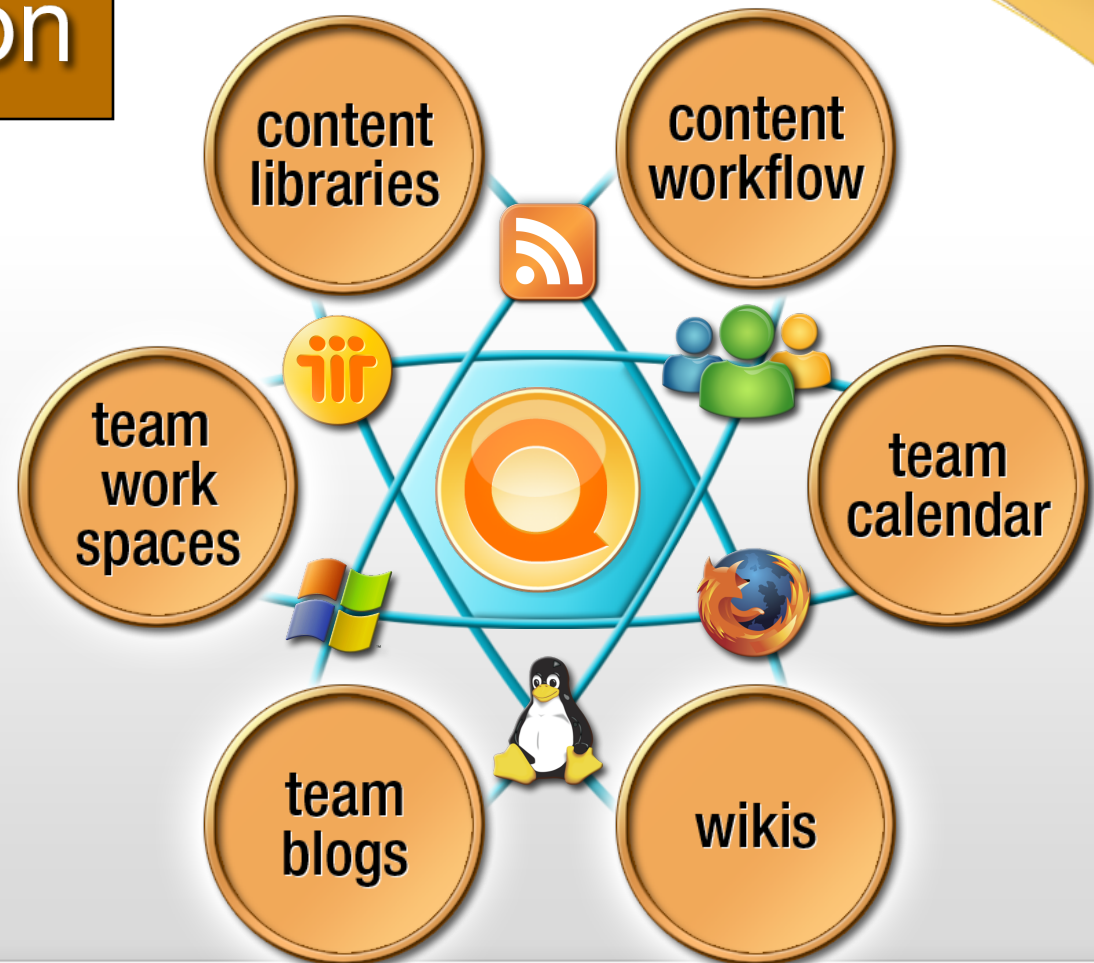 on
content
libraries
content
workflow
team
work
spaces
team
calendar
team
blogs
wikis